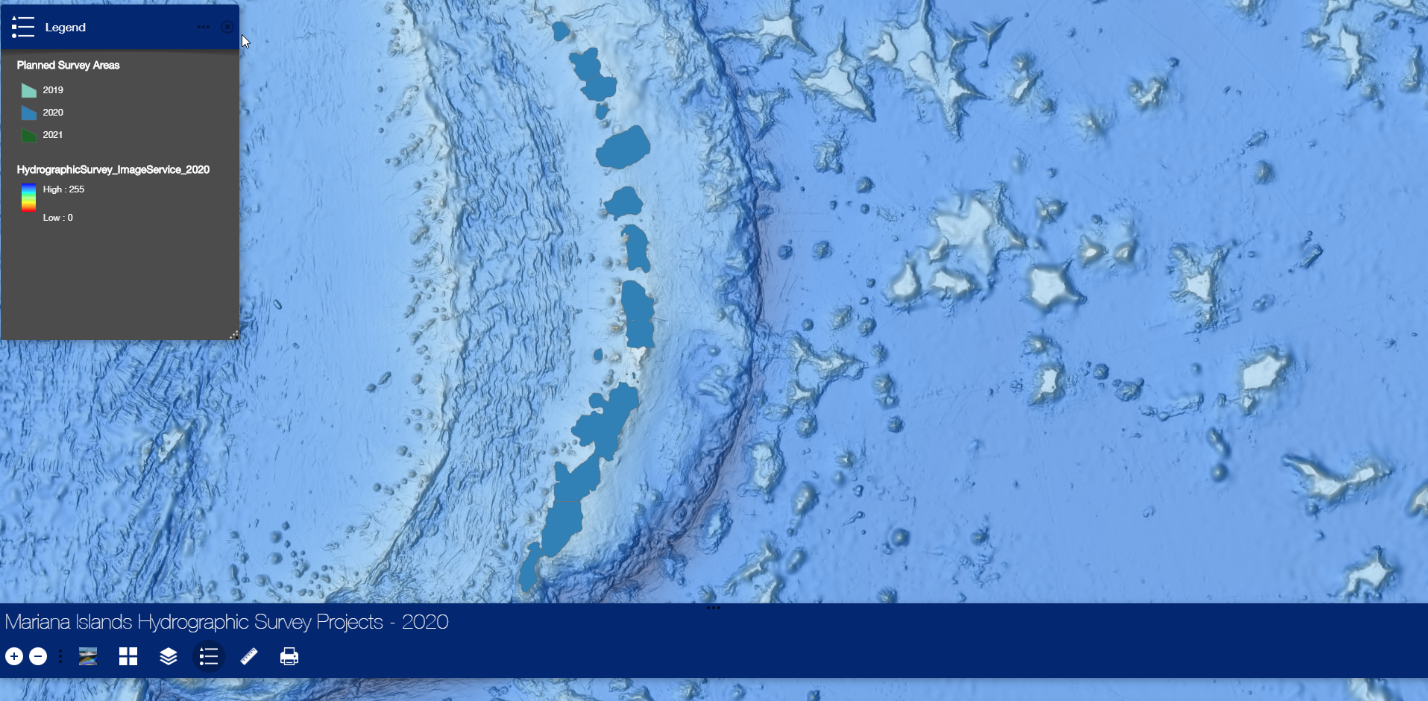 Legend
Planned Survey Areas
2019
2020
2021
HydrographicSurvey_ImageService_2020
High : 255
Low : 0
Mariana Islands Hydrographic Survey Projects - 2020